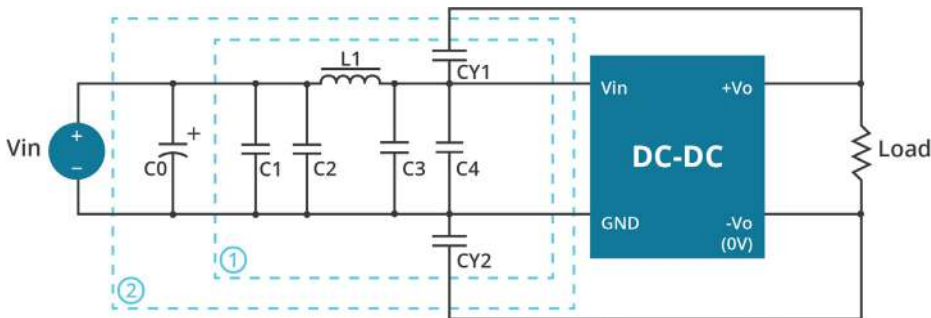 L1
CY1
Vin
+
−
+
C0
C1
C2
C3
C4
Vin
+Vo
DC-DC
GND
-Vo
(0V)
Load
1
CY2
2